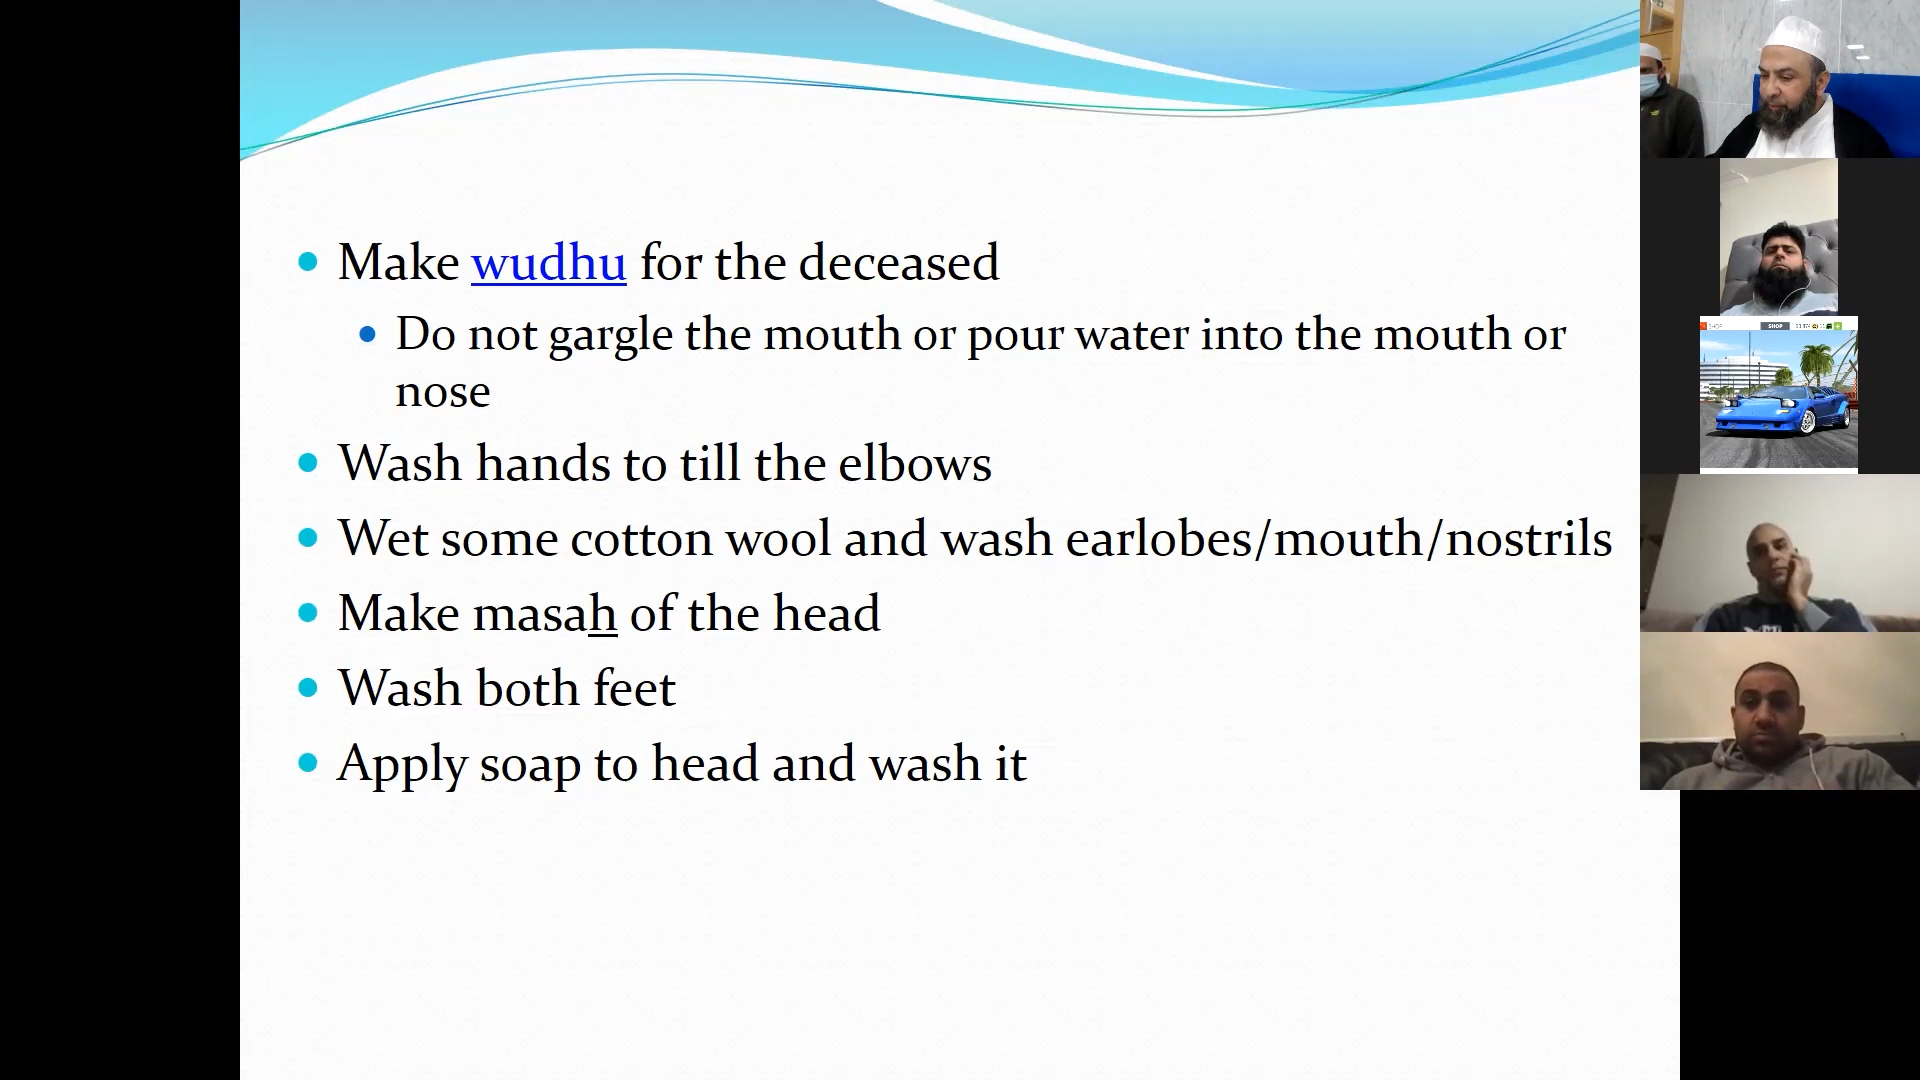 Make wudhu for the deceased
Do not gargle the mouth or pour water into the mouth or
nose
Wash hands to till the elbows
Wet some cotton wool and wash earlobes/mouth/nostrils
Make masah of the head
Wash both feet
Apply soap to head and wash it
SHOP
SHOP